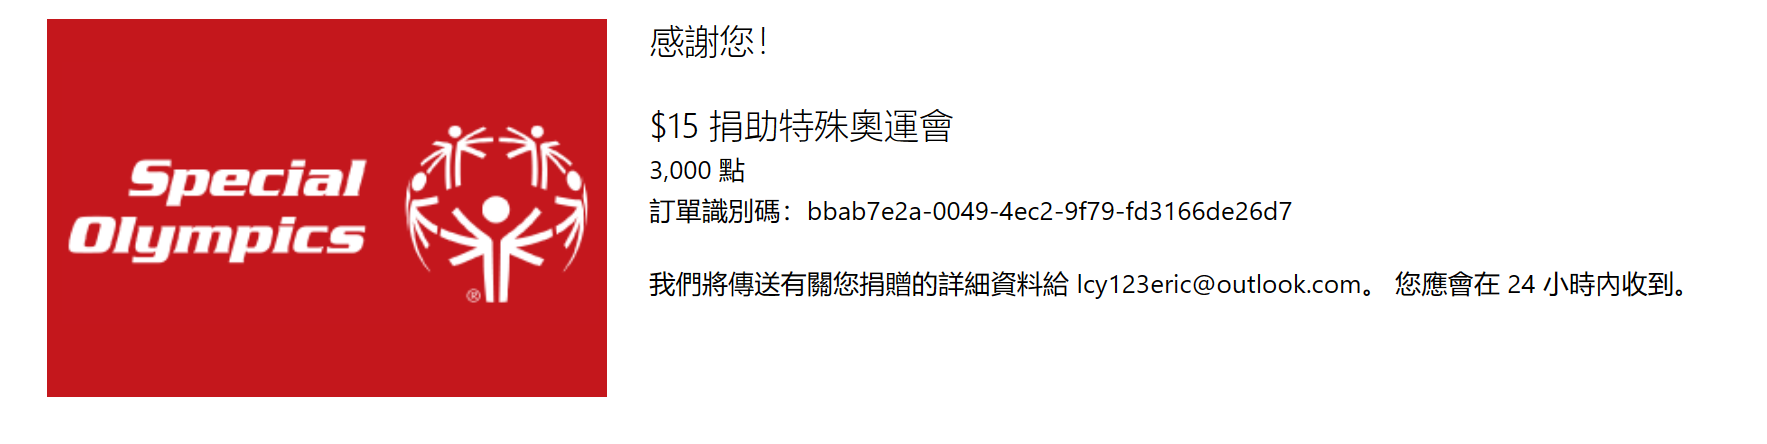 Special
Olympics
®
感謝您!
$15 捐助特殊奧運會
3,000 點
訂單識別碼：bbab7e2a-0049-4ec2-9f79-fd3166de26d7
我們將傳送有關您捐贈的詳細資料給 lcy123eric@outlook.com。 您應會在 24 小時內收到。